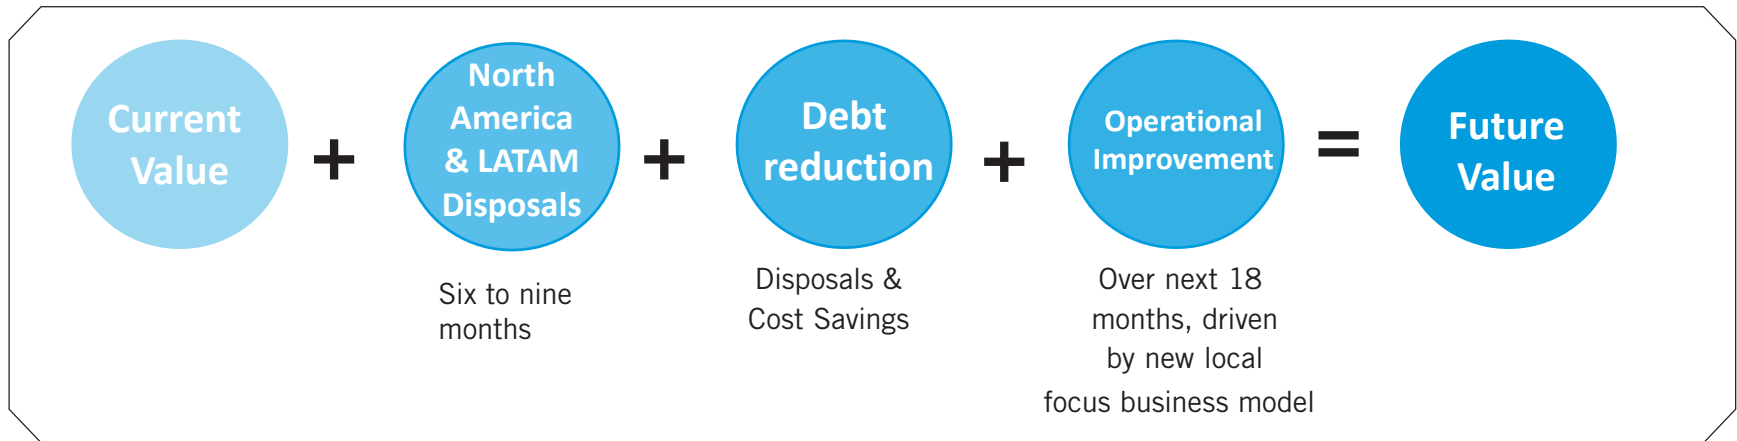 Current
Value
+
North
America
& LATAM
Disposals
Six to nine
months
+
Debt
reduction
Disposals &
Cost Savings
+
Operational
Improvement
Over next 18
months, driven
by new local
focus business model
=
Future
Value